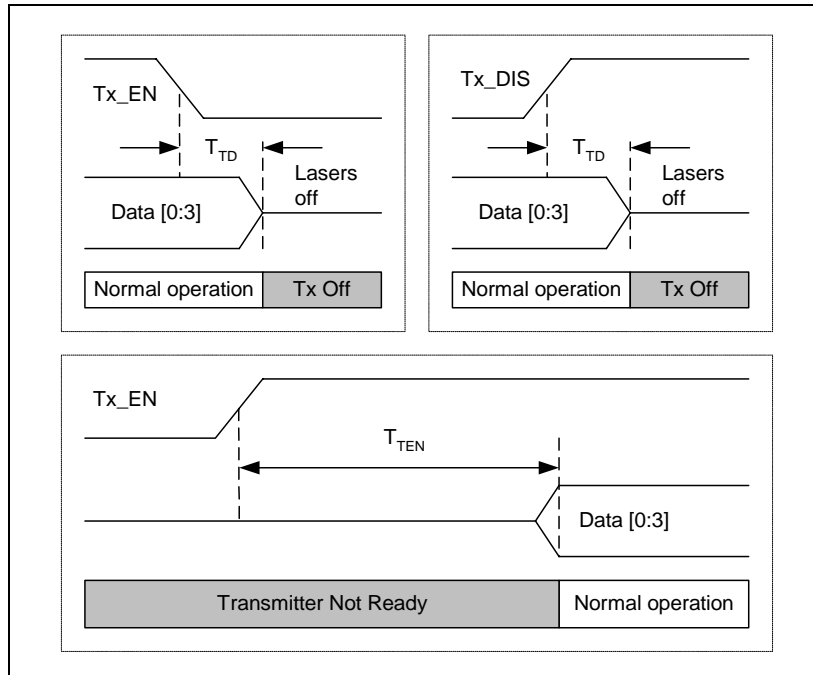 Tx_EN
T_TD
Lasers
off
Data [0:3]
Normal operation
Tx Off
Tx_DIS
T_TD
Lasers
off
Data [0:3]
Normal operation
Tx Off
Tx_EN
T_TEN
Data [0:3]
Transmitter Not Ready
Normal operation